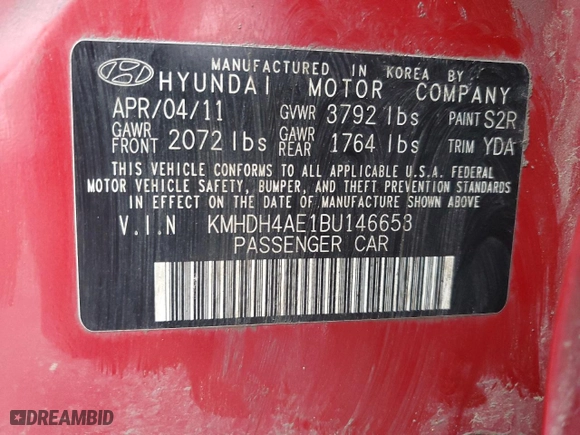 MANUFACTURED IN KOREA BY
HYUNDAI MOTOR COMPANY
APR/04/11 GVWR 3792 lbs PAINT S2R
GAWR FRONT 2072 lbs GAWR REAR 1764 lbs TRIM YDA
THIS VEHICLE CONFORMS TO ALL APPLICABLE U.S.A. FEDERAL
MOTOR VEHICLE SAFETY, BUMPER, AND THEFT PREVENTION STANDARDS
IN EFFECT ON THE DATE OF MANUFACTURE SHOWN ABOVE
V.I.N KMHDH4AE1BU146653
PASSENGER CAR
DREAMBID